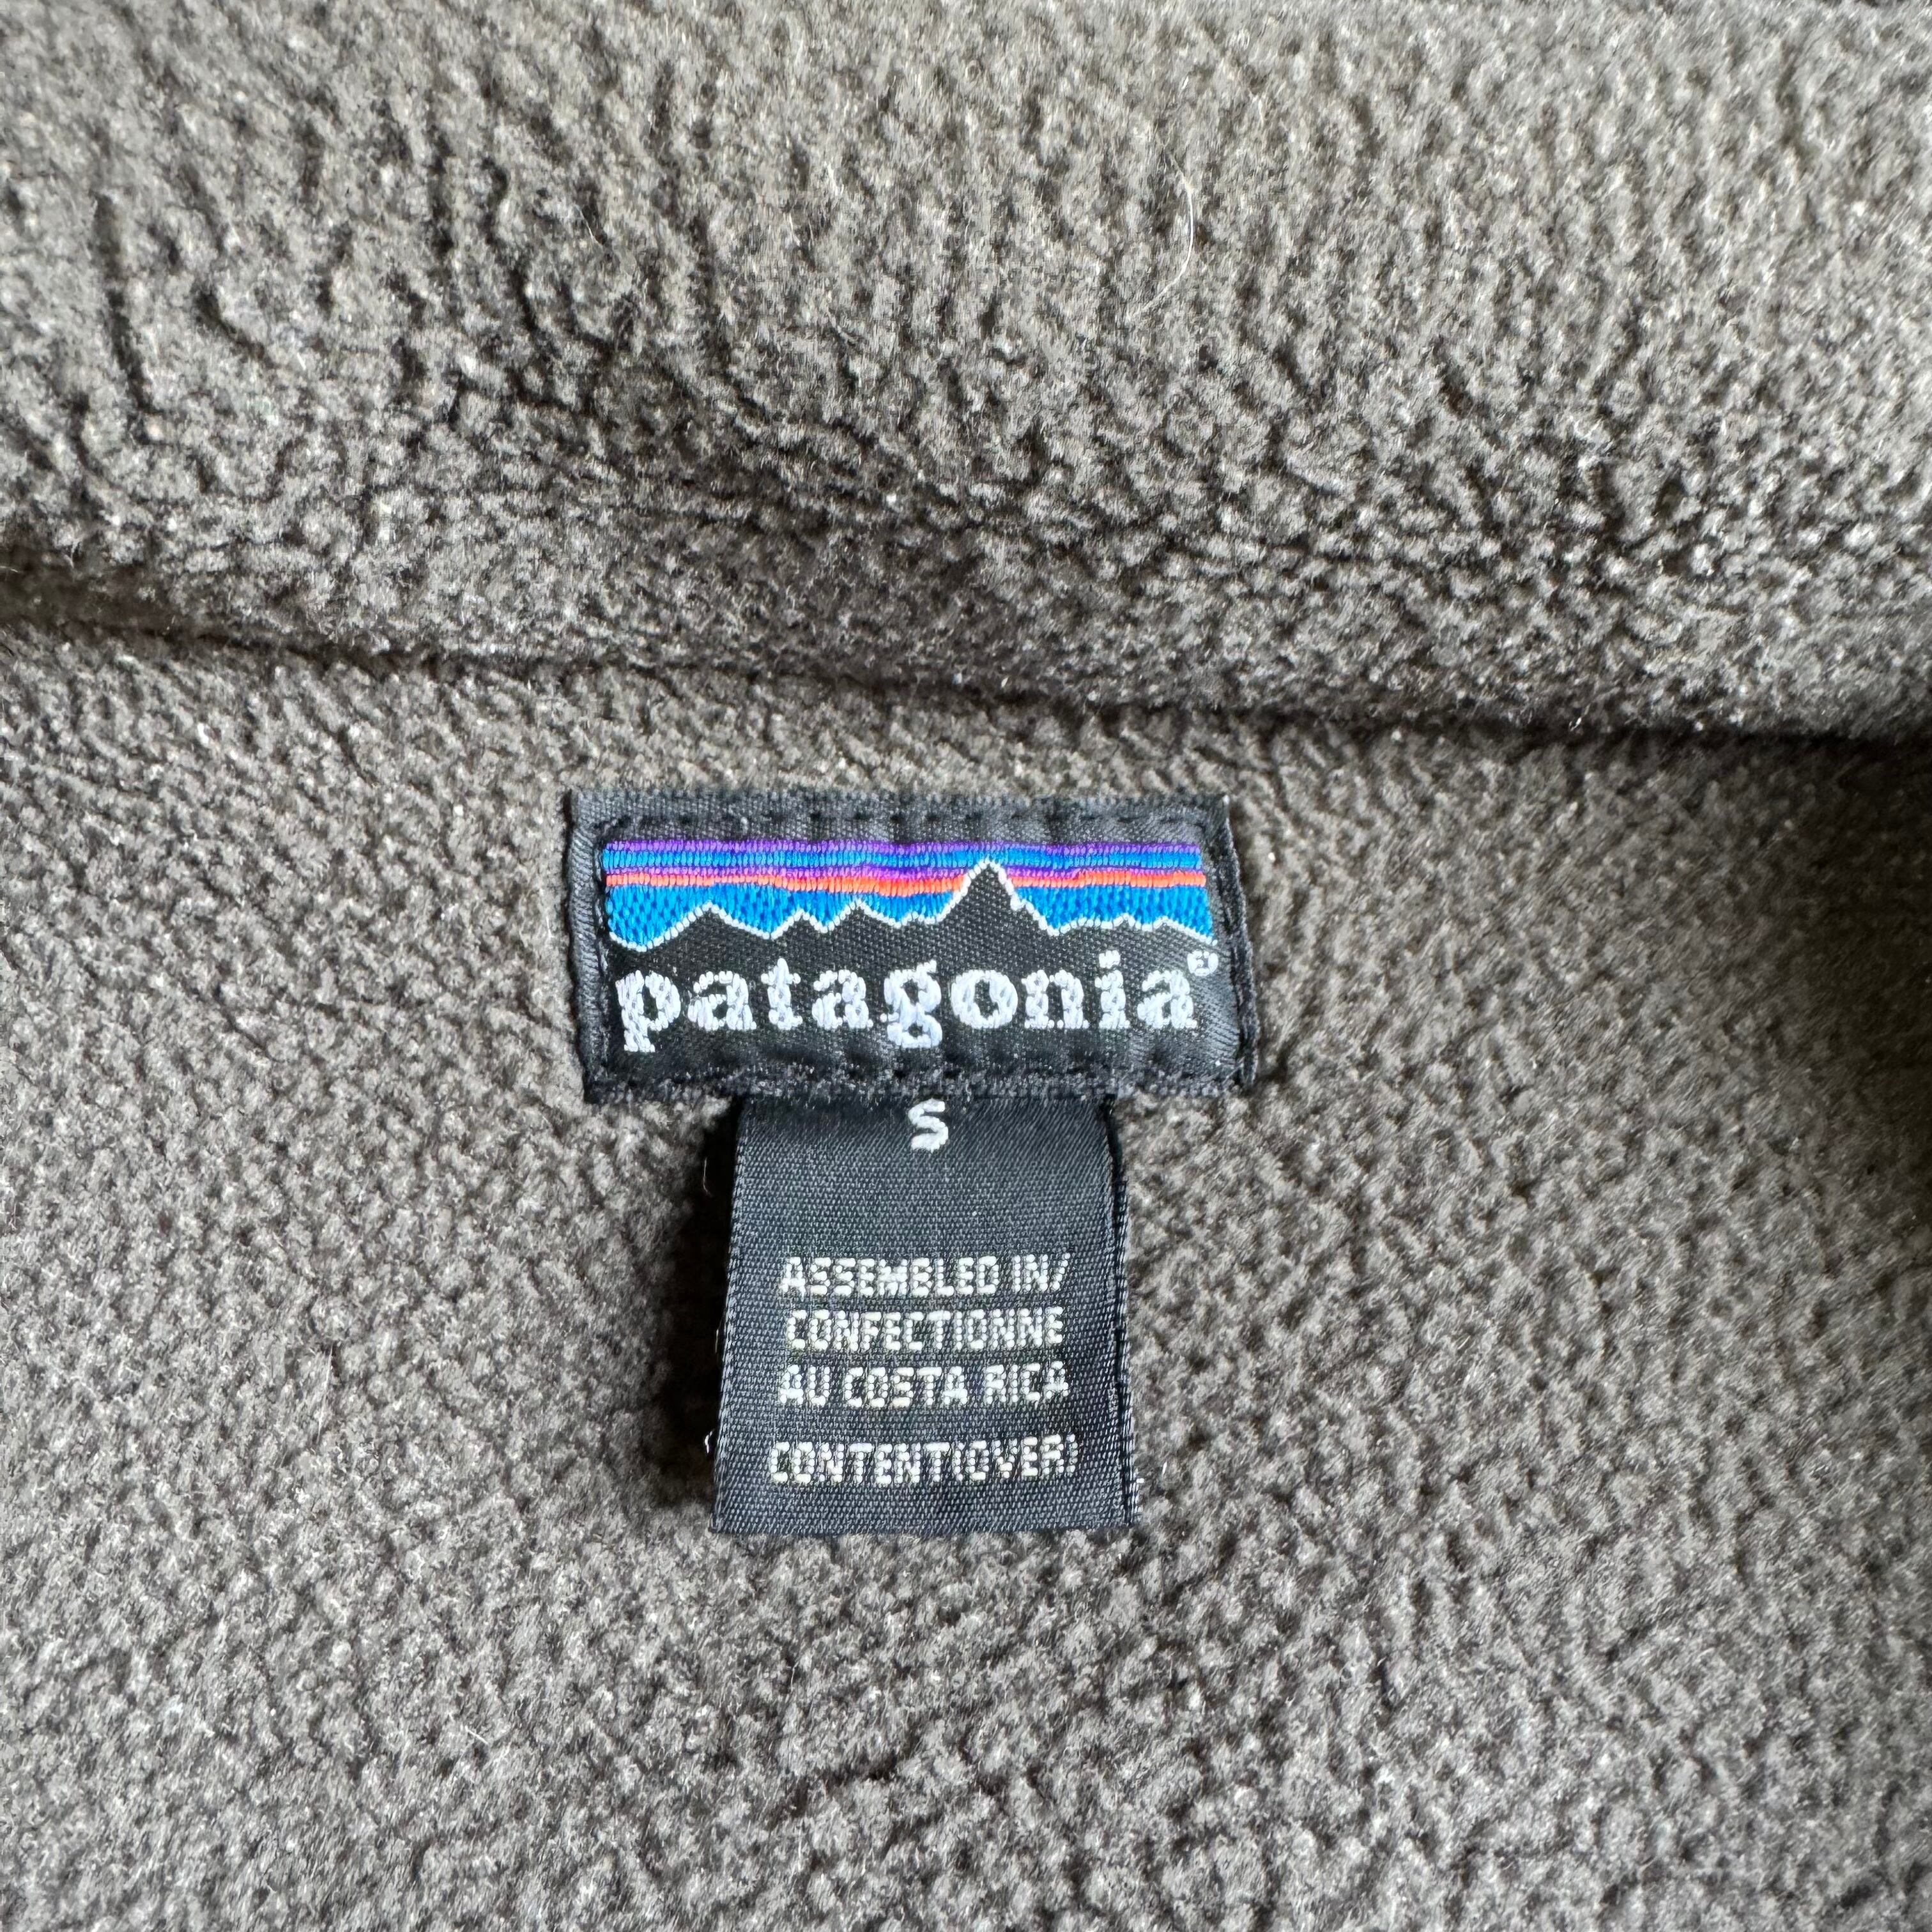 patagonia®
S
ASSEMBLED IN/
CONFECTIONNE
AU COSTA RICA
CONTENT(OVER)